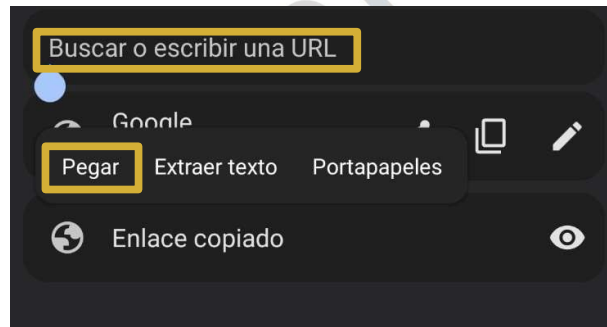 Buscar o escribir una URL
Google
Pegar Extraer texto Portapapeles
Enlace copiado